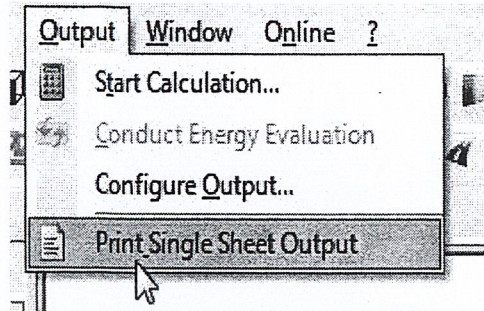 Output Window Online ?
Start Calculation...
Conduct Energy Evaluation
Configure Output...
Print Single Sheet Output